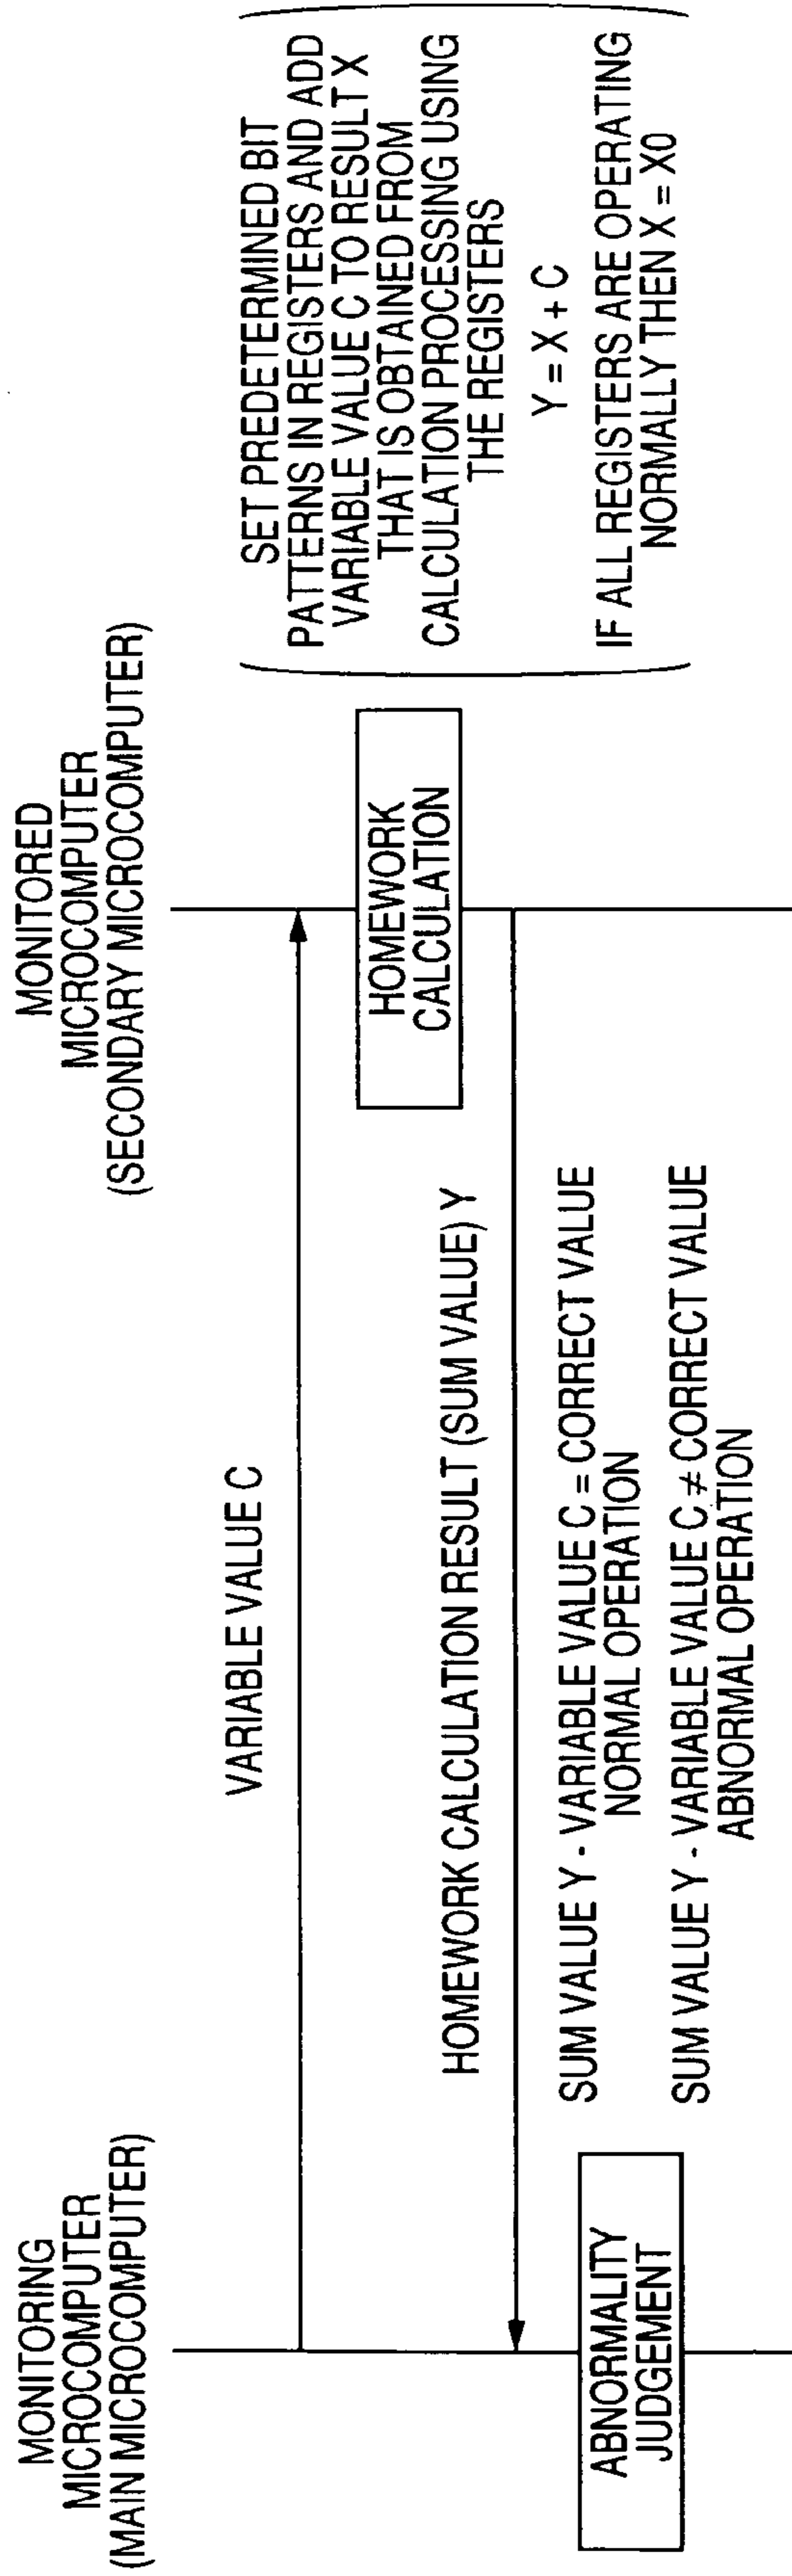 MONITORING
MICROCOMPUTER
(MAIN MICROCOMPUTER)
MONITORED
MICROCOMPUTER
(SECONDARY MICROCOMPUTER)
VARIABLE VALUE C
HOMEWORK
CALCULATION
SET PREDETERMINED BIT
PATTERNS IN REGISTERS AND ADD
VARIABLE VALUE C TO RESULT X
THAT IS OBTAINED FROM
CALCULATION PROCESSING USING
THE REGISTERS
Y = X + C
IF ALL REGISTERS ARE OPERATING
NORMALLY THEN X = X0
HOMEWORK CALCULATION RESULT (SUM VALUE) Y
ABNORMALITY
JUDGEMENT
SUM VALUE Y - VARIABLE VALUE C = CORRECT VALUE
NORMAL OPERATION
SUM VALUE Y - VARIABLE VALUE C ≠ CORRECT VALUE
ABNORMAL OPERATION